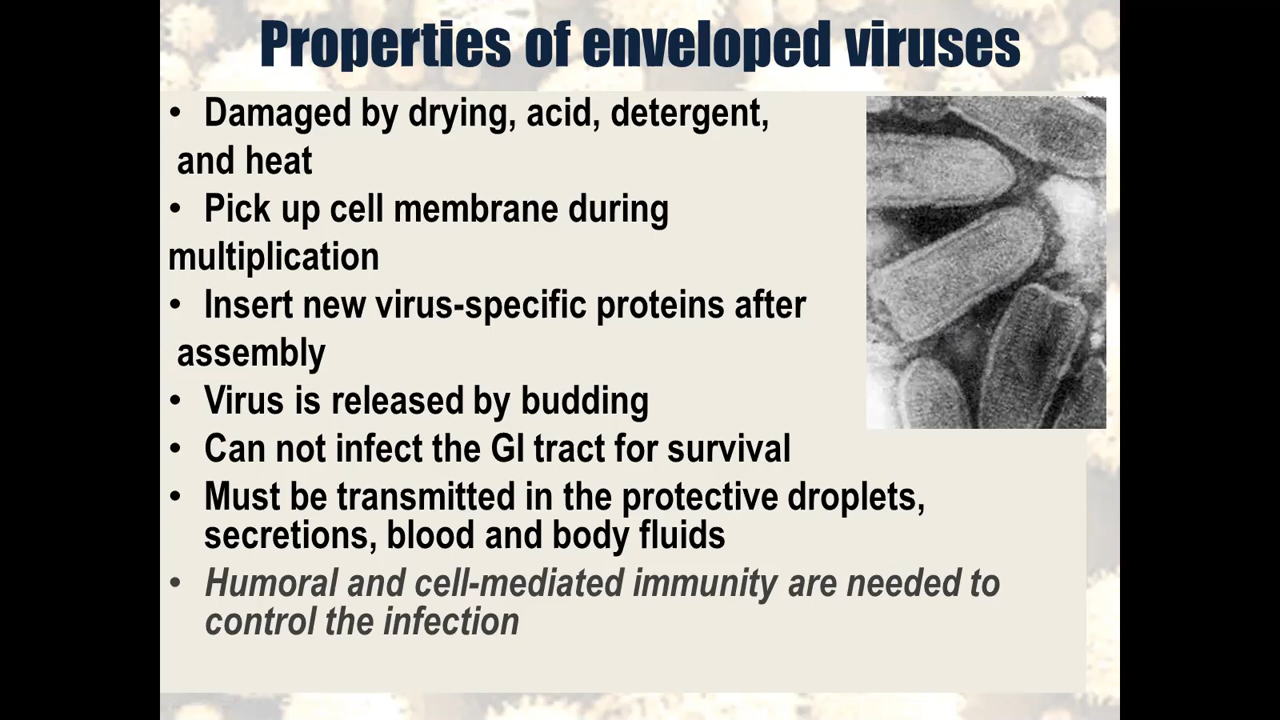 Properties of enveloped viruses
• Damaged by drying, acid, detergent,
and heat
• Pick up cell membrane during
multiplication
• Insert new virus-specific proteins after
assembly
• Virus is released by budding
• Can not infect the GI tract for survival
• Must be transmitted in the protective droplets,
secretions, blood and body fluids
• Humoral and cell-mediated immunity are needed to
control the infection